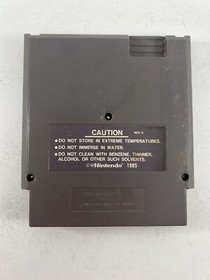 CAUTION
•DO NOT STORE IN EXTREME TEMPERATURES.
•DO NOT IMMERSE IN WATER.
•DO NOT CLEAN WITH BENZENE, THINNER,
ALCOHOL OR OTHER SUCH SOLVENTS.
©®Nintendo 1985